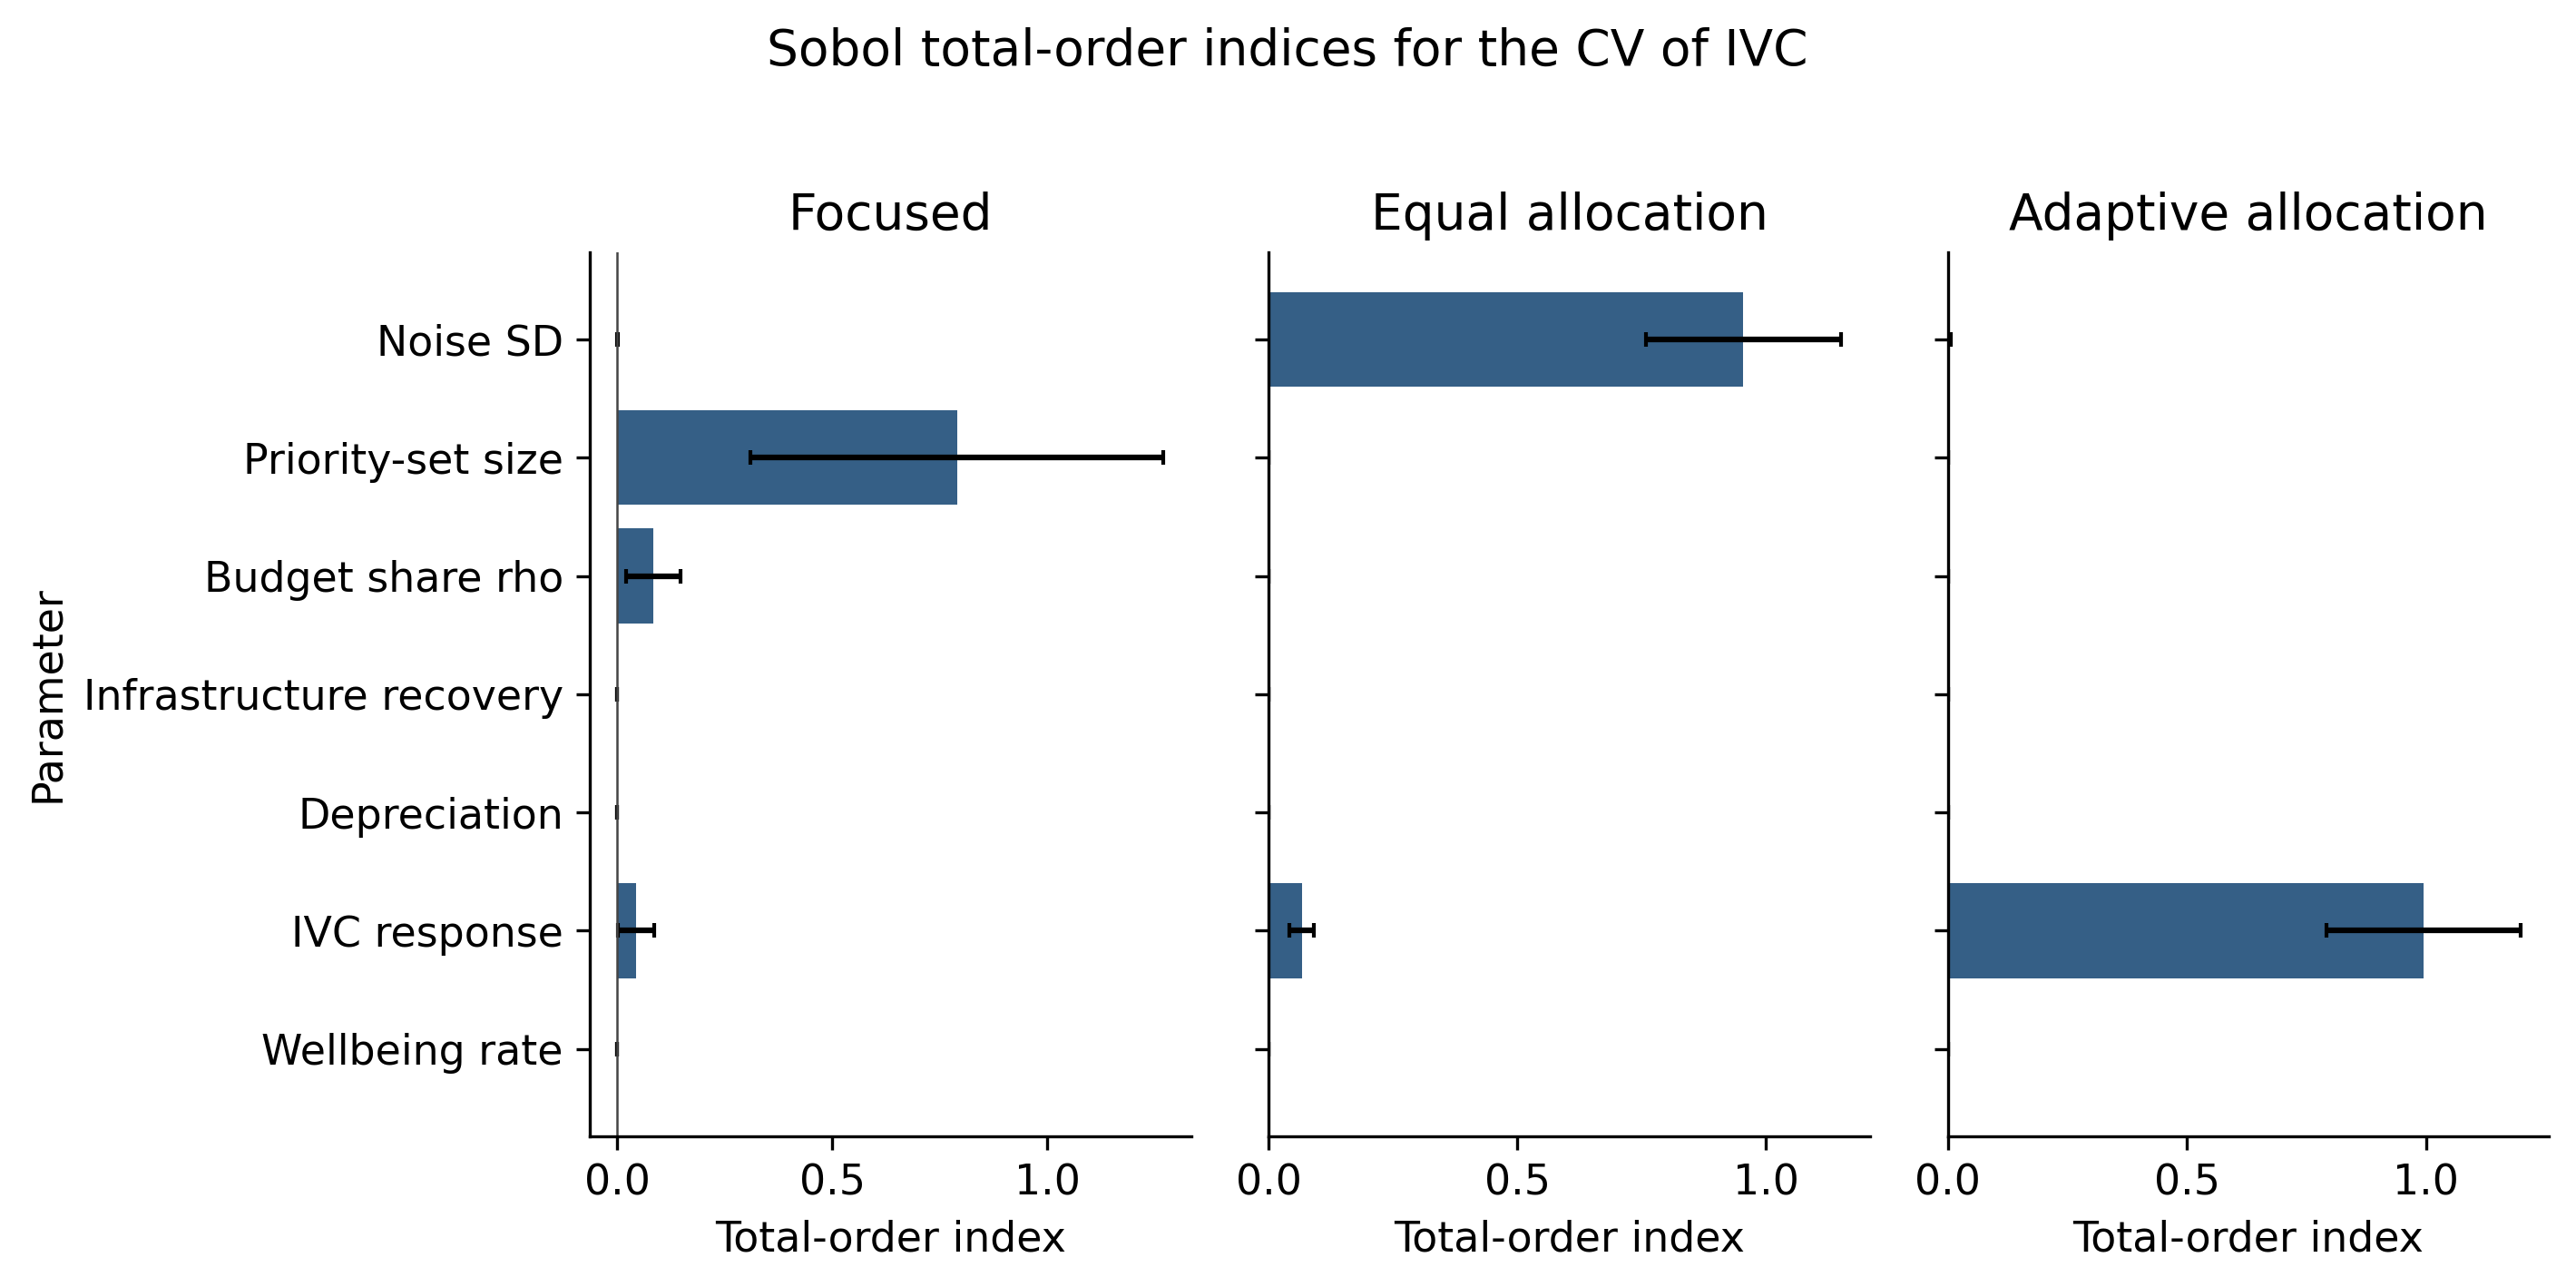 Sobol total-order indices for the CV of IVC
Focused
Equal allocation
Adaptive allocation
Parameter
Noise SD
Priority-set size
Budget share rho
Infrastructure recovery
Depreciation
IVC response
Wellbeing rate
0.0 0.5 1.0
0.0 0.5 1.0
0.0 0.5 1.0
Total-order index
Total-order index
Total-order index